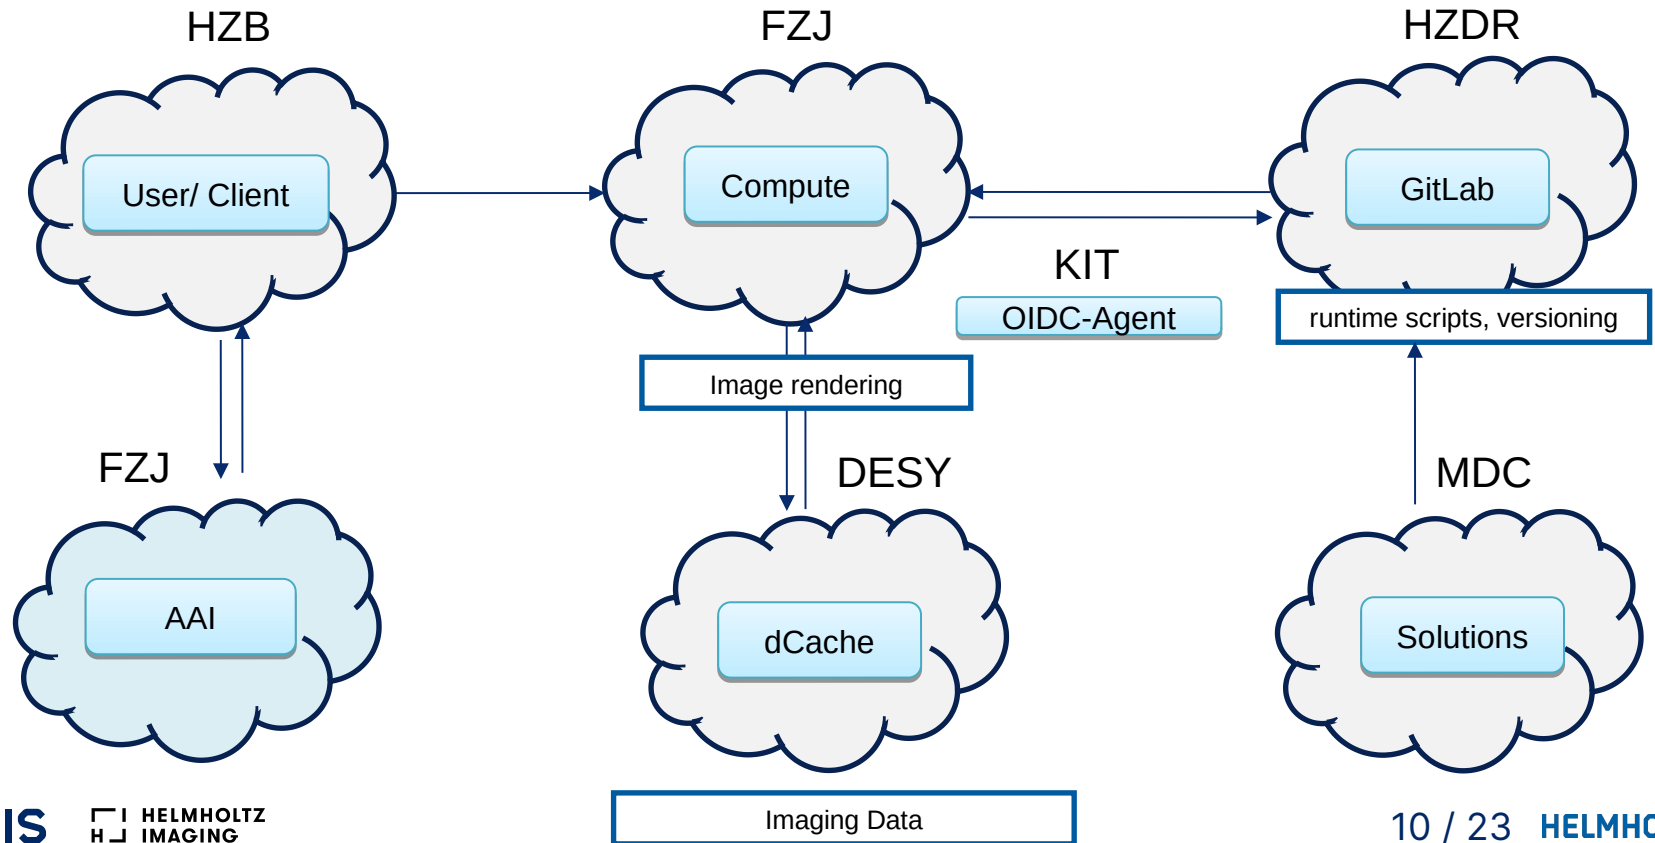 HZB
FZJ
HZDR
User/ Client
Compute
GitLab
KIT
OIDC-Agent
runtime scripts, versioning
Image rendering
FZJ
DESY
MDC
AAI
dCache
Solutions
Imaging Data
IS
HELMHOLTZ
IMAGING
10 / 23
HELMHO